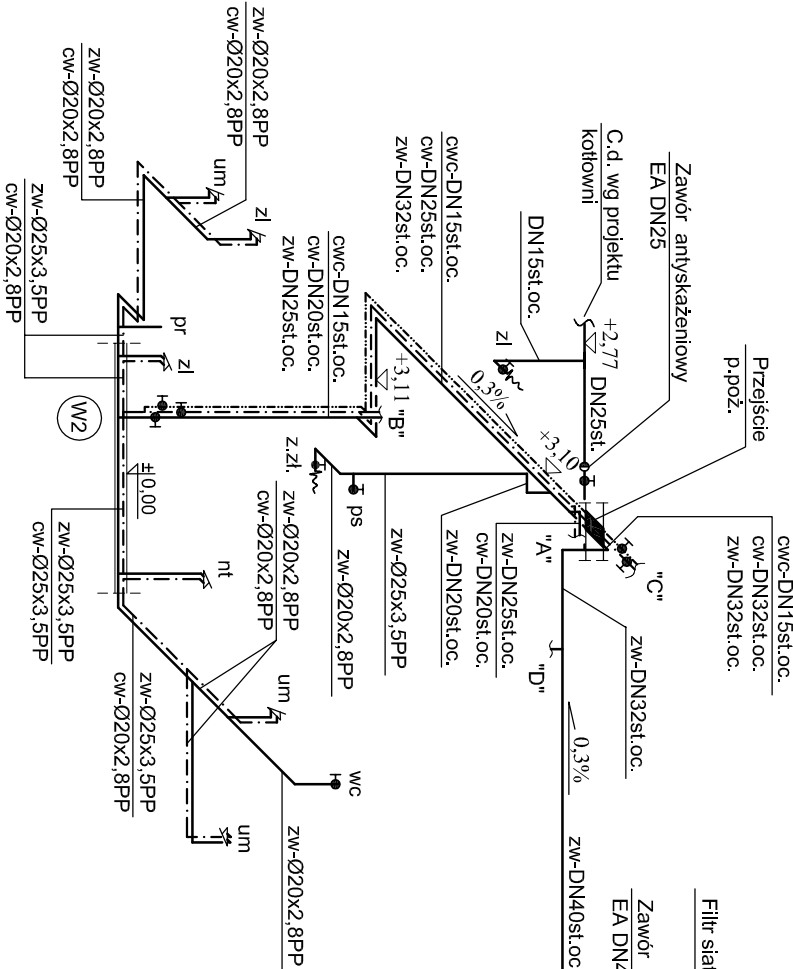 zw-Ø20x2,8PP
zw-Ø20x2,8PP
cw-Ø20x2,8PP
um
zl
zw-Ø25x3,5PP
cw-Ø20x2,8PP
pr
zl
W2
±0,00
zw-Ø25x3,5PP
cw-Ø25x3,5PP
nt
zw-Ø25x3,5PP
cw-Ø20x2,8PP
um
wc
um
zw-Ø20x2,8PP
zw-Ø20x2,8PP
cw-Ø20x2,8PP
cwc-DN15st.oc.
cw-DN20st.oc.
zw-DN25st.oc.
+3,11
"B"
z.zł.
ps
zw-Ø20x2,8PP
zw-Ø25x3,5PP
cwc-DN15st.oc.
cw-DN25st.oc.
zw-DN32st.oc.
0,3%
+3,10
DN15st.oc.
zl
C.d. wg projektu
kotłowni
+2,77
DN25st.
Zawór antyskażeniowy
EA DN25
Przejście
p.poż.
"A"
zw-DN20st.oc.
zw-DN25st.oc.
cw-DN20st.oc.
"C"
cwc-DN15st.oc.
cw-DN32st.oc.
zw-DN32st.oc.
"D"
zw-DN32st.oc.
0,3%
zw-DN40st.oc
Zawór
EA DN4
Filtr siat